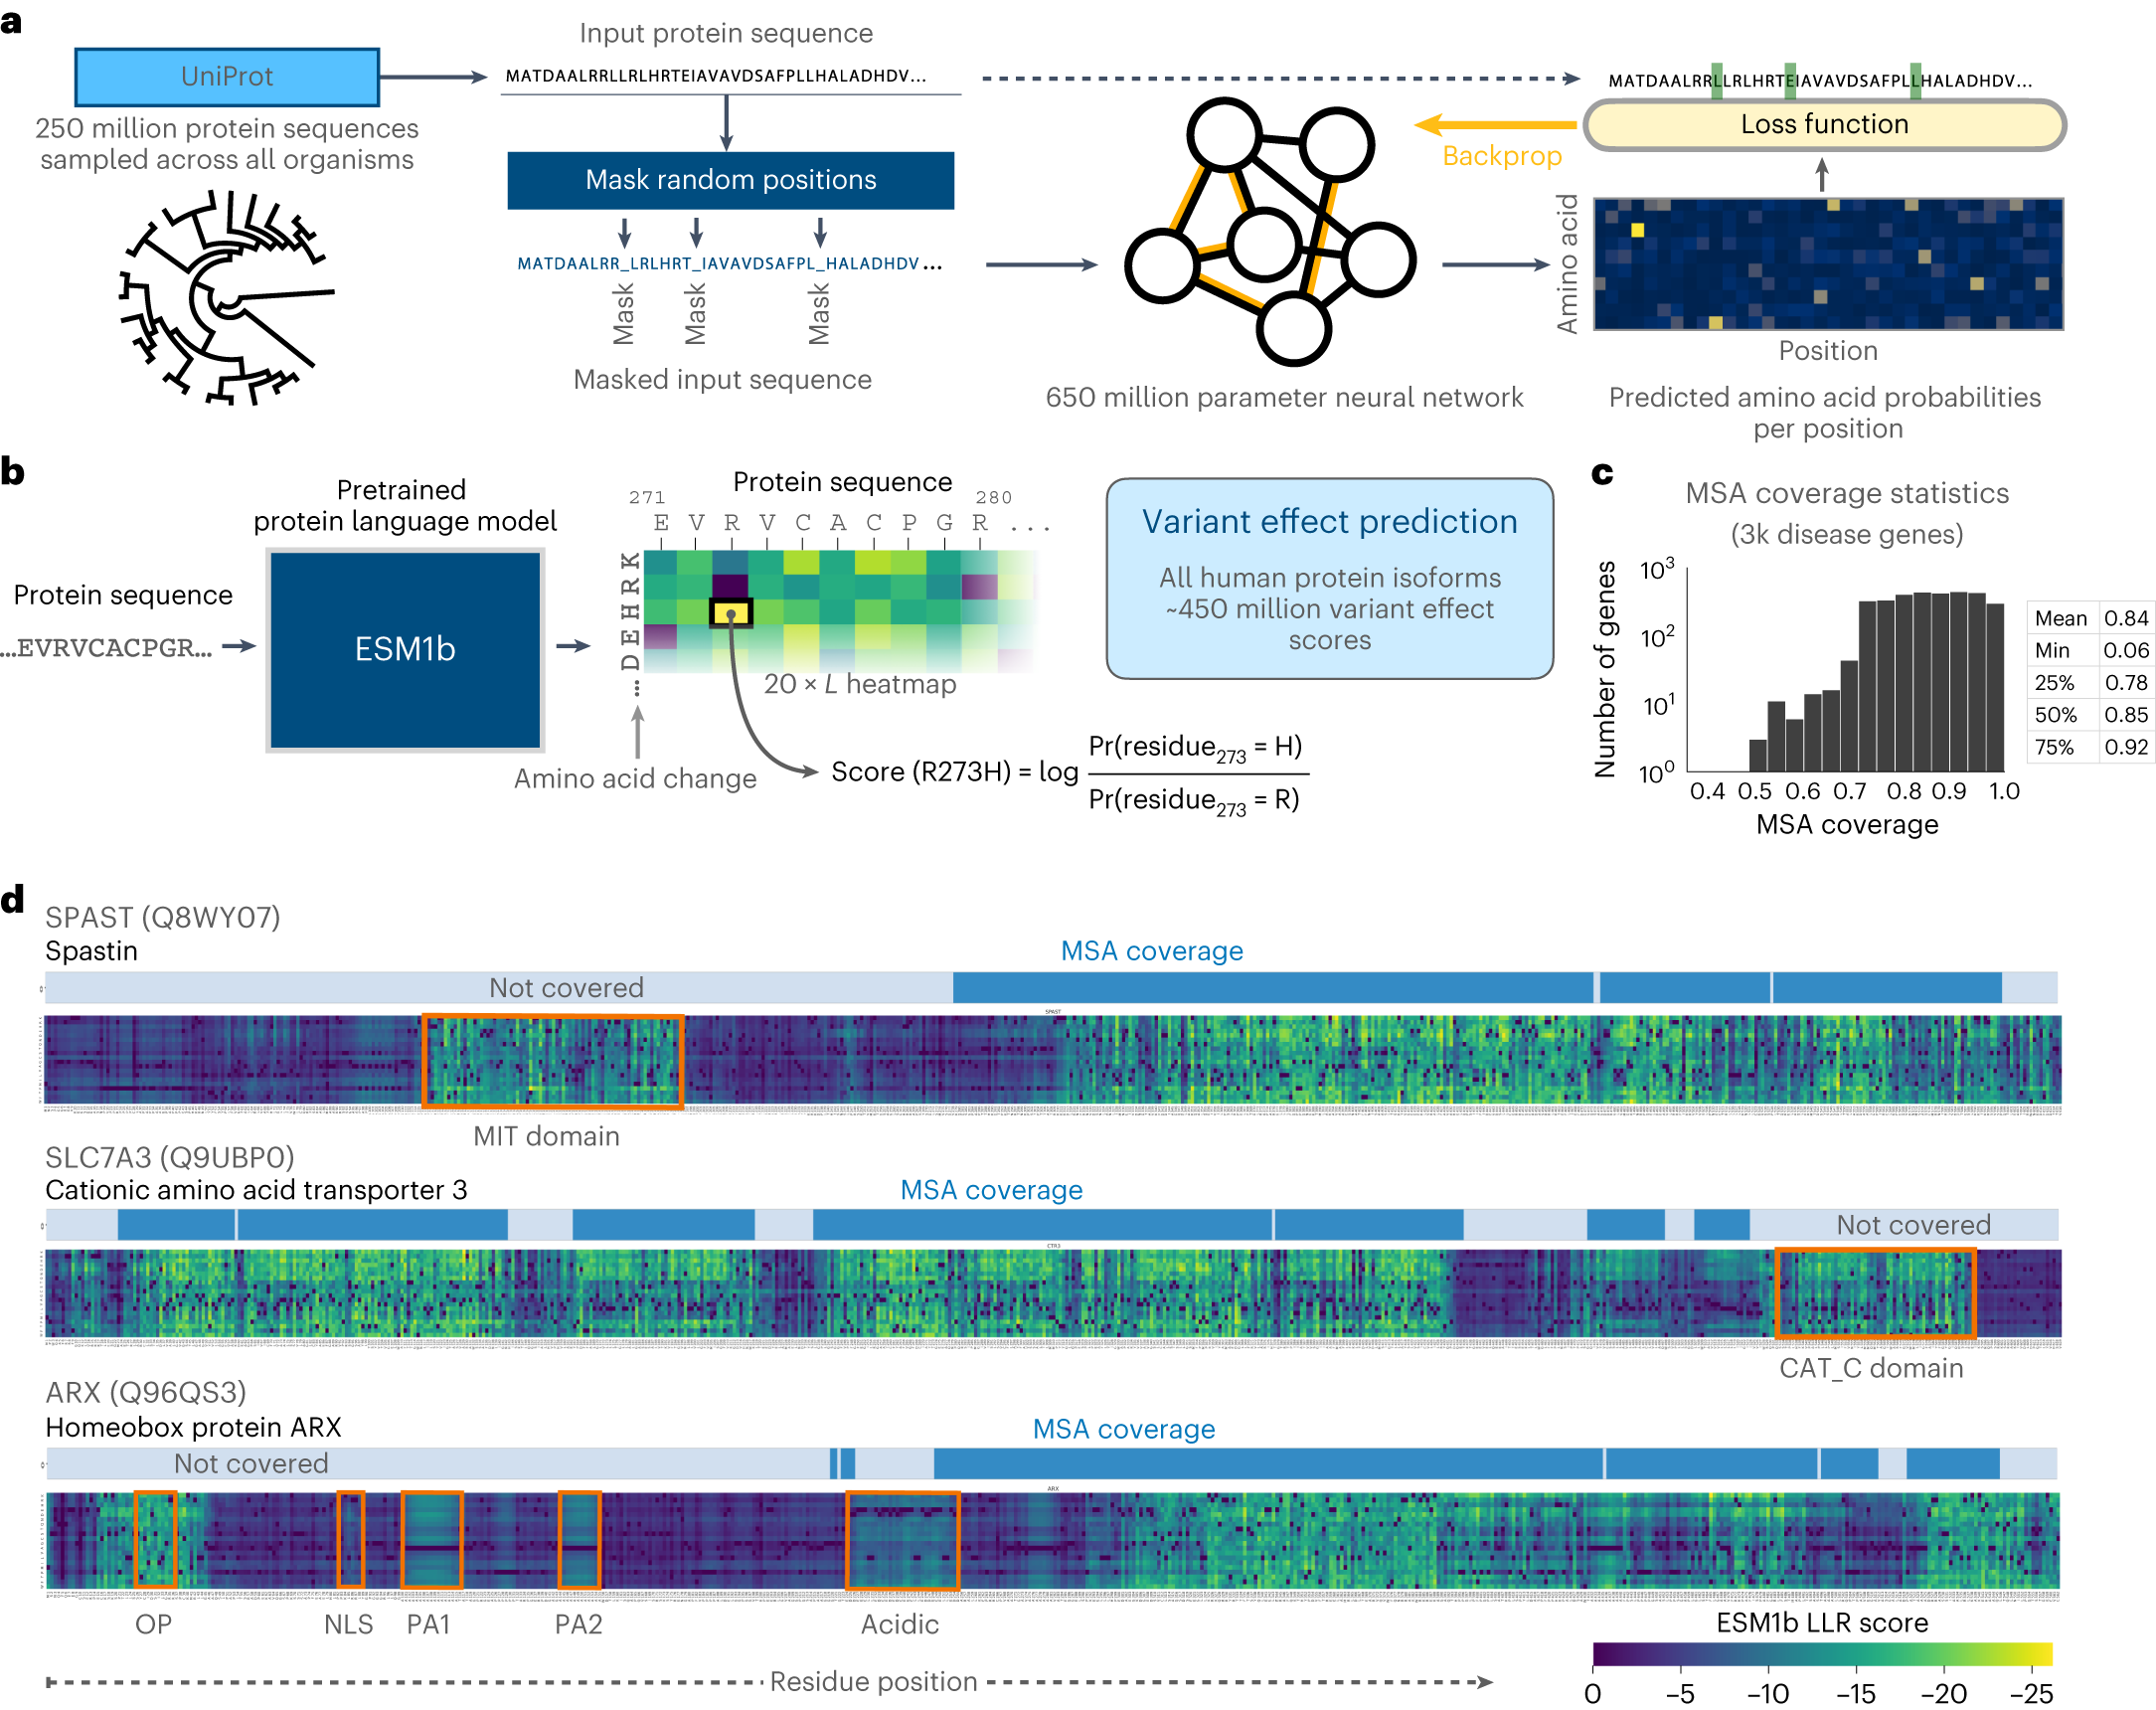 a
UniProt
250 million protein sequences
sampled across all organisms
Input protein sequence
MATDAALRRLLRLHRTEIAVAVDSAFPLLHALADHDV...
Mask random positions
MATDAALRR_LRLHRT_IAVAVDSAFPL_HALADHDV...
Mask
Mask
Mask
Masked input sequence
650 million parameter neural network
MATDAALRRLLRLHRTEIAVAVDSAFPLLHALADHDV...
Loss function
Backprop
Amino acid
Position
Predicted amino acid probabilities
per position
b
Protein sequence
...EVRVCACPGR...
Pretrained
protein language model
ESM1b
Protein sequence
271 280
E V R V C A C P G R ...
K
R
H
E
D
...
20 × L heatmap
Amino acid change
Score (R273H) = log
Pr(residue273 = H)
Pr(residue273 = R)
Variant effect prediction
All human protein isoforms
~450 million variant effect
scores
c
MSA coverage statistics
(3k disease genes)
Number of genes
10³
10²
10¹
10⁰
0.4 0.5 0.6 0.7 0.8 0.9 1.0
MSA coverage
Mean 0.84
Min 0.06
25% 0.78
50% 0.85
75% 0.92
d
SPAST (Q8WY07)
Spastin
MSA coverage
Not covered
SPAST
MIT domain
SLC7A3 (Q9UBP0)
Cationic amino acid transporter 3
MSA coverage
Not covered
CTR3
CAT_C domain
ARX (Q96QS3)
Homeobox protein ARX
MSA coverage
Not covered
ARX
OP NLS PA1 PA2 Acidic
Residue position
ESM1b LLR score
0 –5 –10 –15 –20 –25